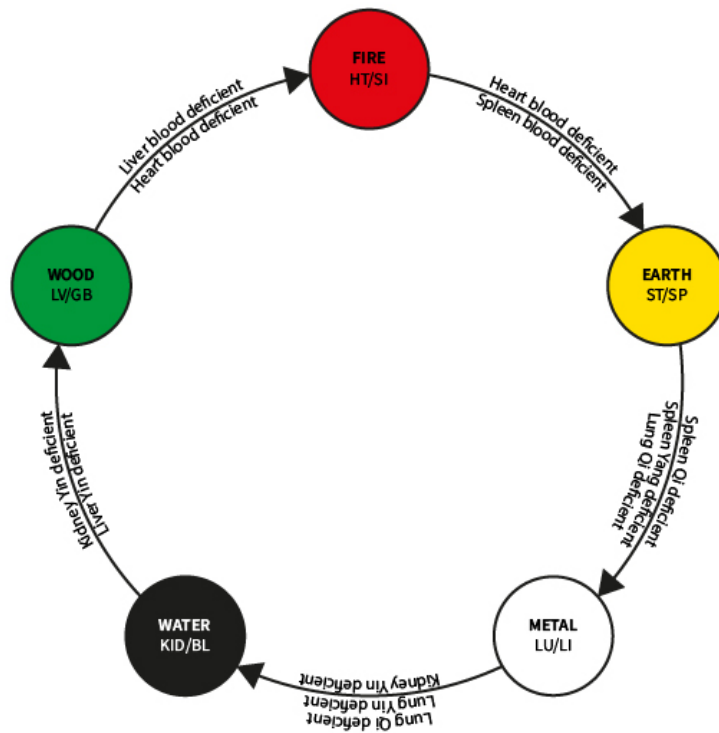 FIRE
HT/SI
Heart blood deficient
Spleen blood deficient
EARTH
ST/SP
Spleen Qi deficient
Spleen Yang deficient
Lung Qi deficient
METAL
LU/LI
Lung Qi deficient
Lung Yin deficient
Kidney Yin deficient
WATER
KID/BL
Kidney Yin deficient
Liver Yin deficient
WOOD
LV/GB
Liver blood deficient
Heart blood deficient